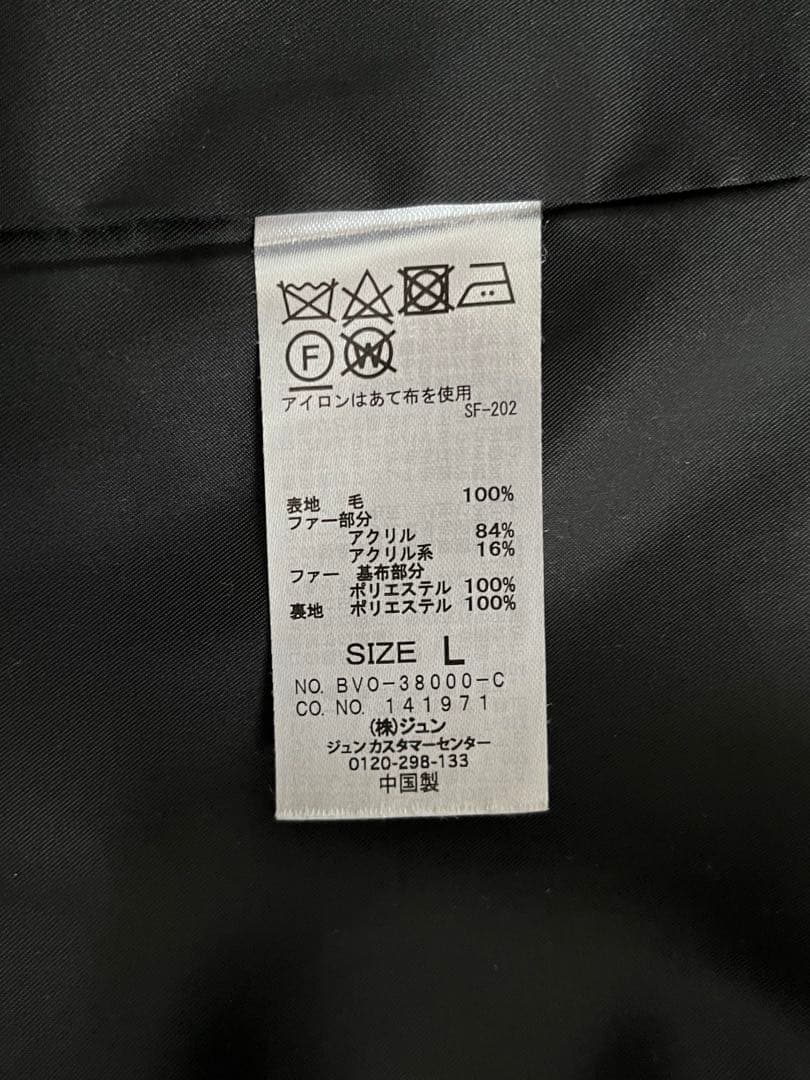 F W
アイロンはあて布を使用
SF-202
表地 毛 100%
ファー部分
アクリル 84%
アクリル系 16%
ファー 基布部分
ポリエステル 100%
裏地 ポリエステル 100%
SIZE L
NO. BVO-38000-C
CO. NO. 141971
(株)ジュン
ジュンカスタマーセンター
0120-298-133
中国製